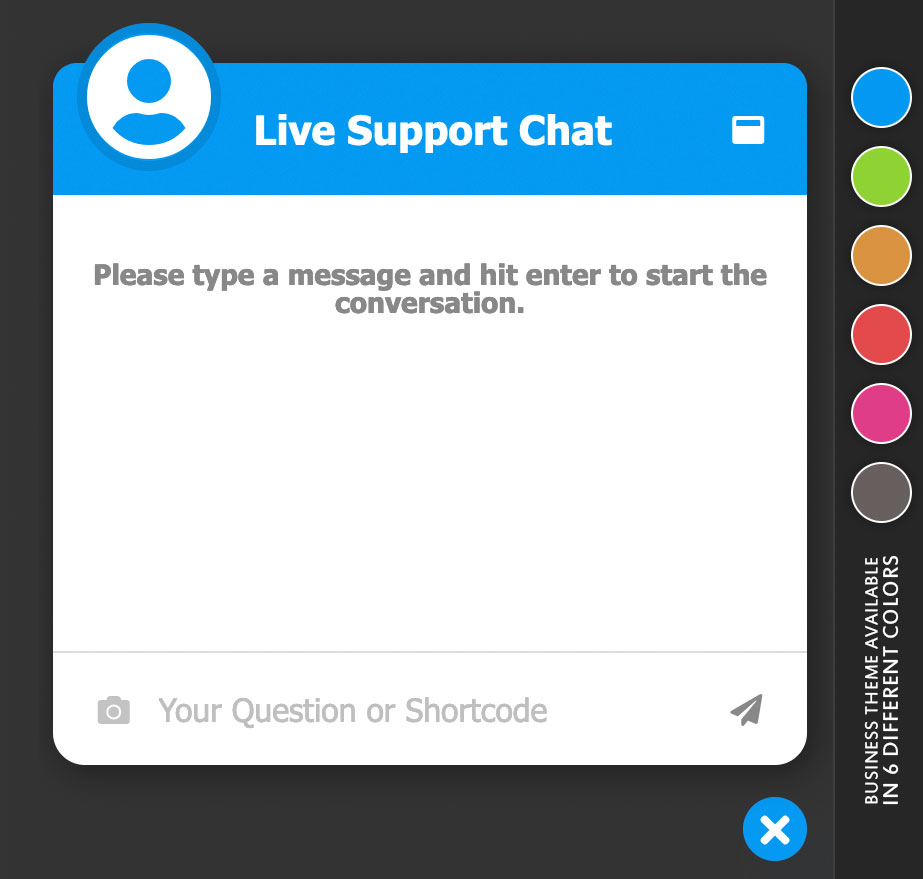 Live Support Chat
Please type a message and hit enter to start the
conversation.
Your Question or Shortcode
BUSINESS THEME AVAILABLE
IN 6 DIFFERENT COLORS